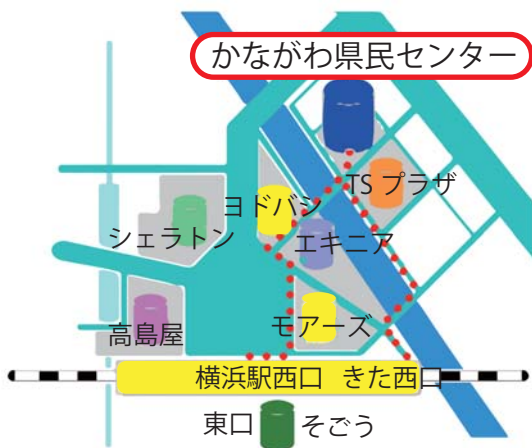 かながわ県民センター
TS プラザ
ヨドバシ
シェラトン
エキニア
高島屋
モアーズ
横浜駅西口 きた西口
東口 そごう